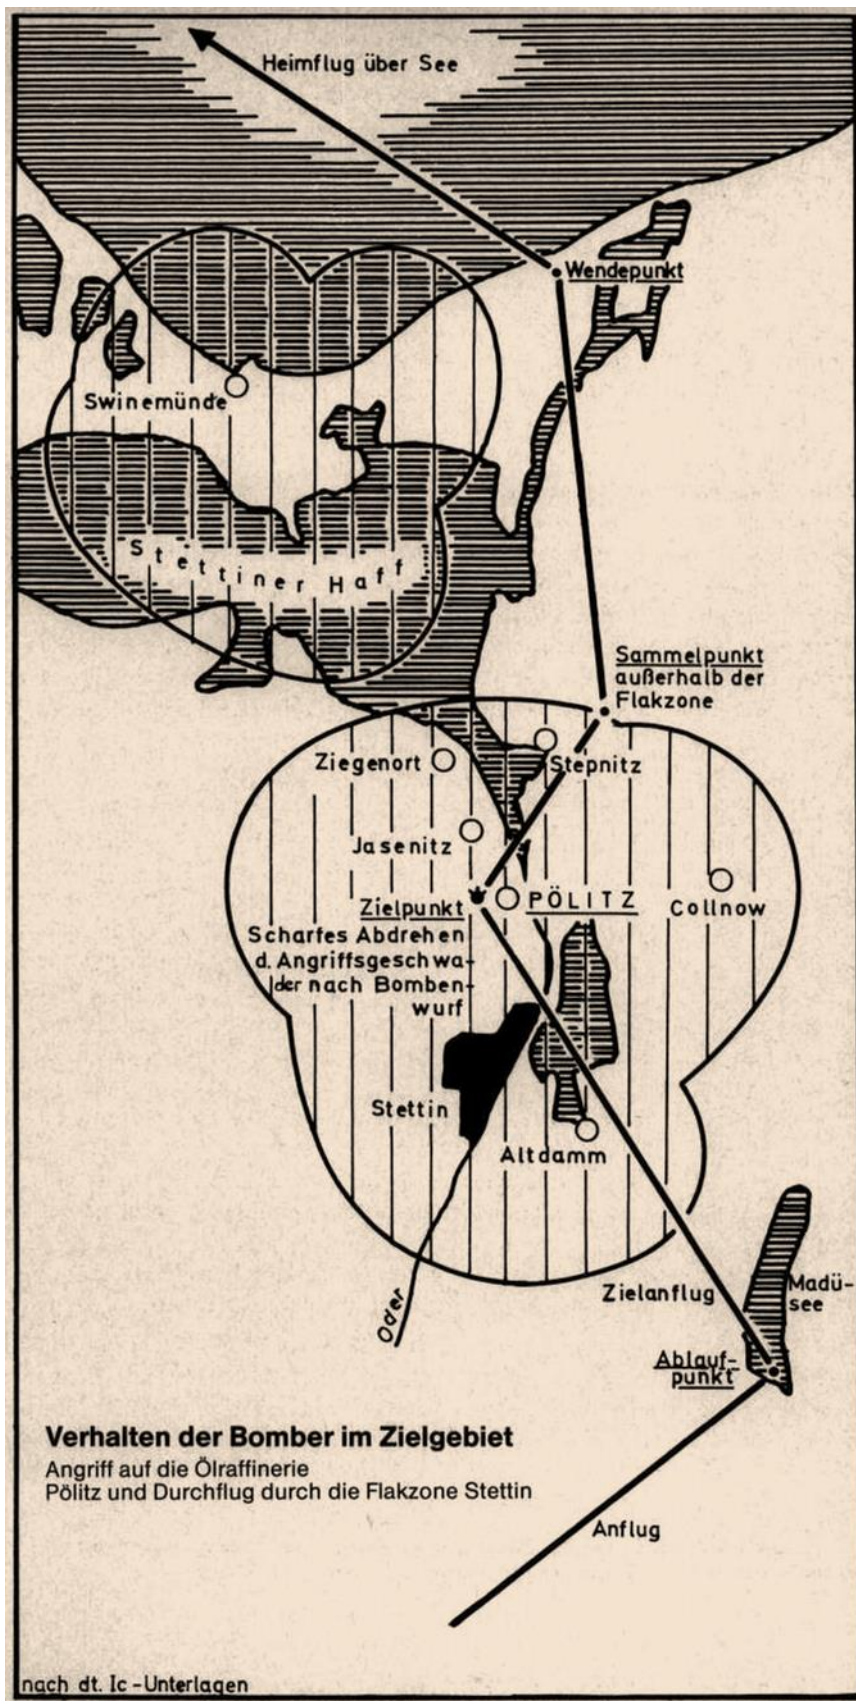 Heimflug über See
Wendepunkt
Swinemünde
Stettiner Haff
Sammelpunkt
außerhalb der
Flakzone
Ziegenort
Stepnitz
Jasenitz
Zielpunkt
PÖLITZ
Collnow
Scharfes Abdrehen
d. Angriffsgeschwa-
der nach Bomben-
wurf
Stettin
Altdamm
Oder
Zielanflug
Madü-
see
Ablauf-
punkt
Verhalten der Bomber im Zielgebiet
Angriff auf die Ölraffinerie
Pölitz und Durchflug durch die Flakzone Stettin
Anflug
nach dt. Ic-Unterlagen